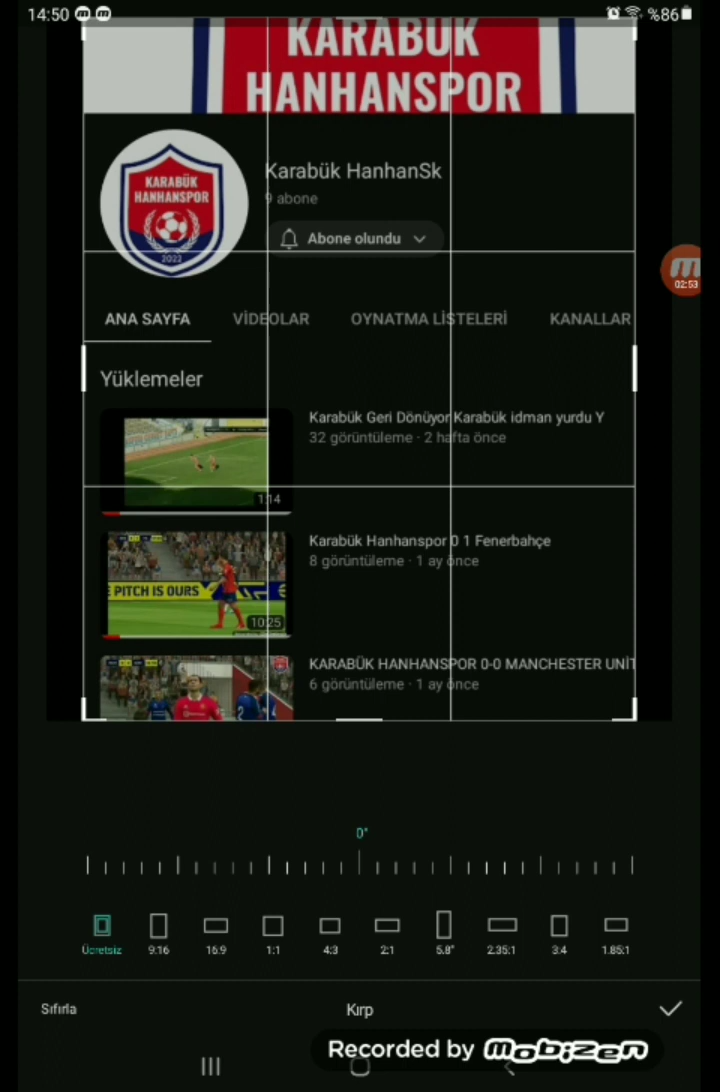 14:50
%86
KARABÜK
HANHANSPOR
KARABÜK
HANHANSPOR
2022
Karabük HanhanSk
9 abone
Abone olundu
02:53
ANA SAYFA
VİDEOLAR
OYNATMA LİSTELERİ
KANALLAR
Yüklemeler
Karabük Geri Dönüyor Karabük idman yurdu Y
32 görüntüleme · 2 hafta önce
1:14
Karabük Hanhanspor 0 1 Fenerbahçe
8 görüntüleme · 1 ay önce
E PITCH IS OURS
10:25
KARABÜK HANHANSPOR 0-0 MANCHESTER UNİT
6 görüntüleme · 1 ay önce
0°
Ücretsiz
9:16
16:9
1:1
4:3
2:1
5.8"
2.35:1
3:4
1.85:1
Sıfırla
Kırp
Recorded by mobizen